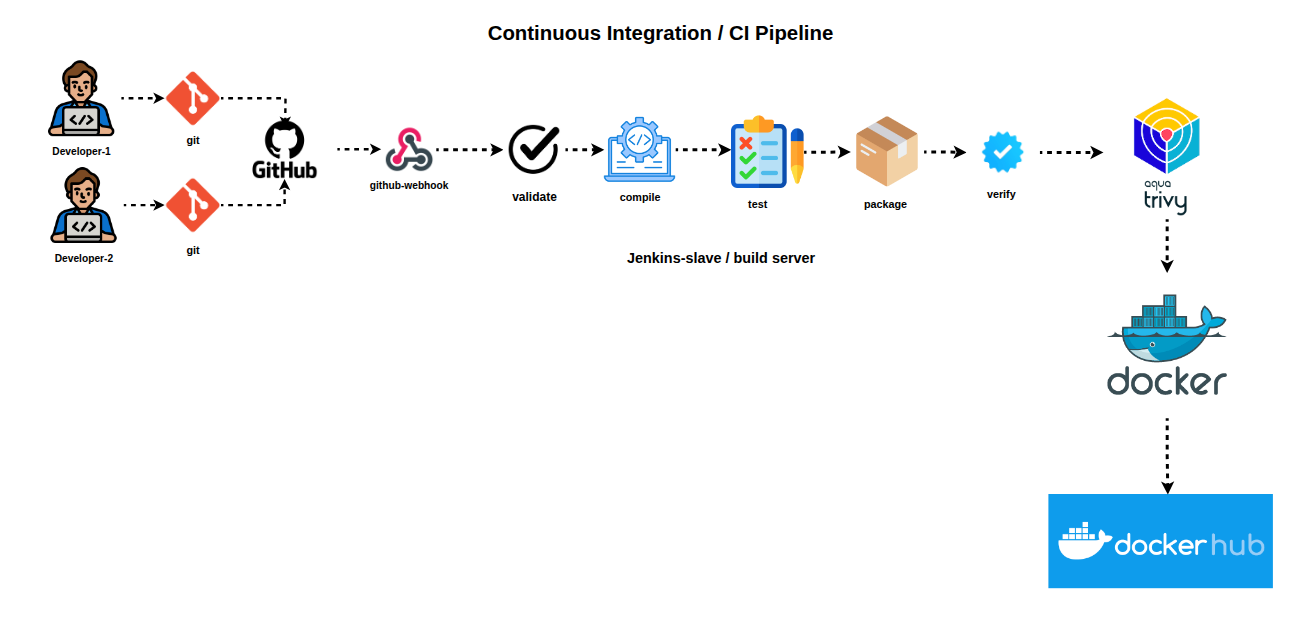 Continuous Integration / CI Pipeline
Developer-1
git
GitHub
Developer-2
git
github-webhook
validate
compile
test
package
verify
aqua
trivy
Jenkins-slave / build server
docker
docker hub